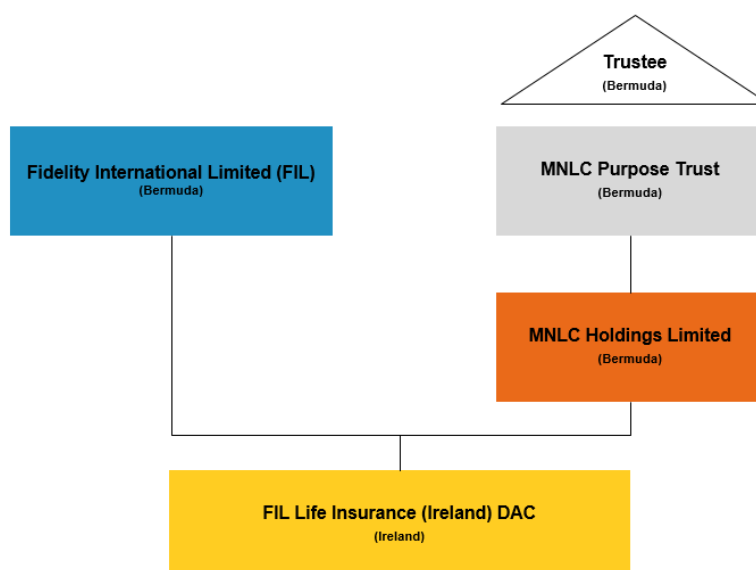 Trustee
(Bermuda)
Fidelity International Limited (FIL)
(Bermuda)
MNLC Purpose Trust
(Bermuda)
MNLC Holdings Limited
(Bermuda)
FIL Life Insurance (Ireland) DAC
(Ireland)